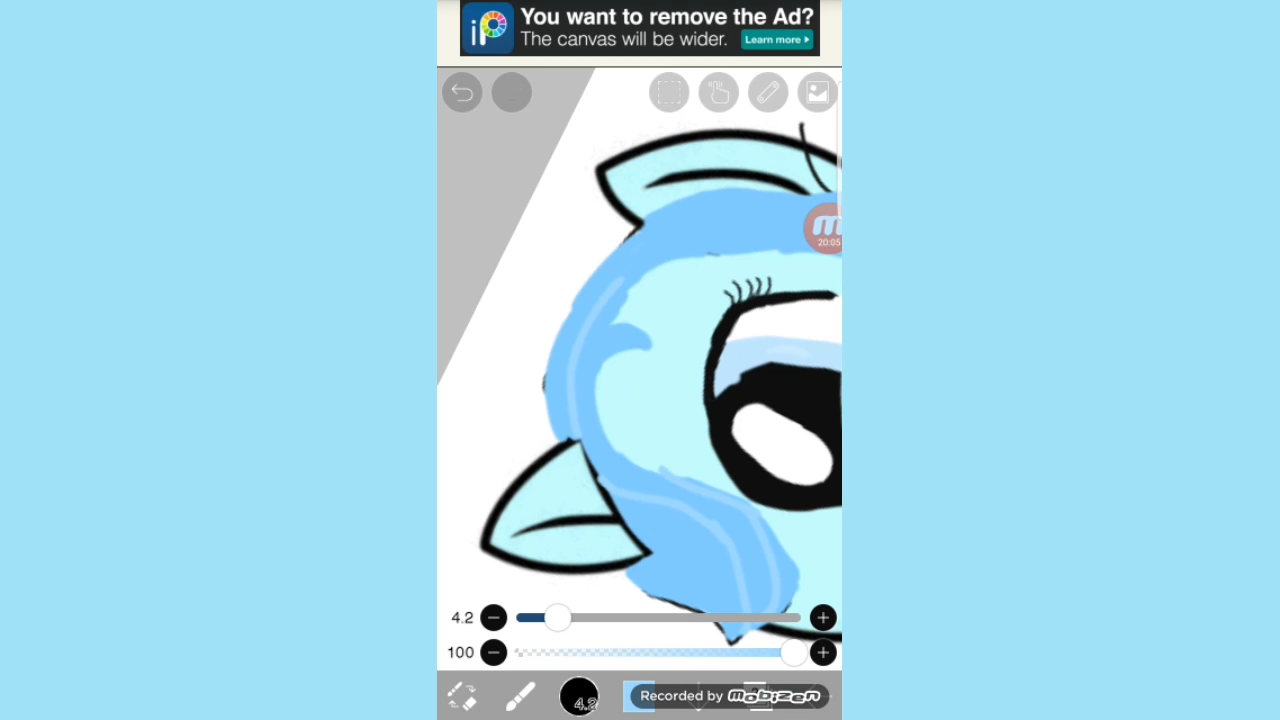 iP
You want to remove the Ad?
The canvas will be wider.
Learn more
20:05
4.2
100
4.2
Recorded by mobizen